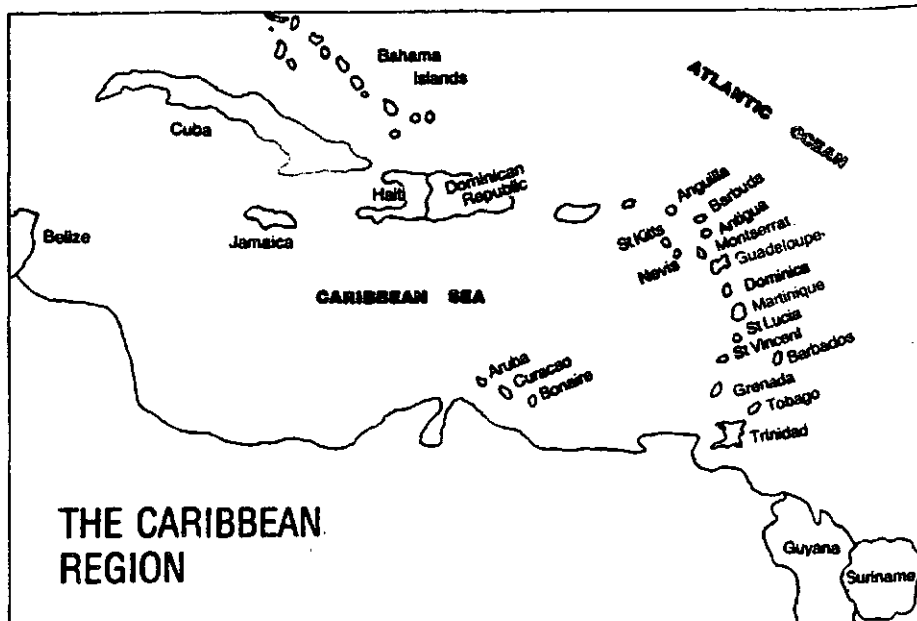 Bahama
Islands
ATLANTIC
OCEAN
Cuba
Haiti
Dominican
Republic
Anguilla
Barbuda
Antigua
St Kitts
Montserrat
Guadeloupe
Nevis
Belize
Jamaica
Dominica
CARIBBEAN SEA
Martinique
St Lucia
St Vincent
Barbados
Aruba
Curacao
Bonaire
Grenada
Tobago
Trinidad
THE CARIBBEAN
REGION
Guyana
Suriname